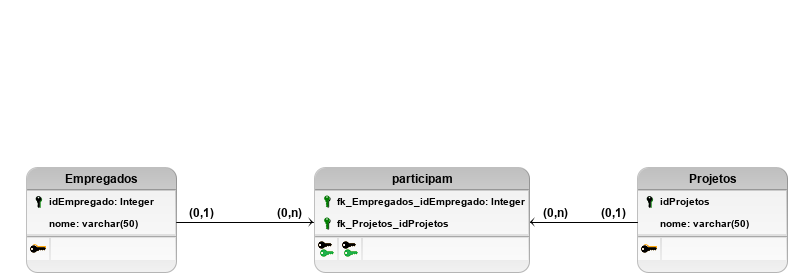 Empregados
idEmpregado: Integer
nome: varchar(50)
(0,1)
(0,n)
participam
fk_Empregados_idEmpregado: Integer
fk_Projetos_idProjetos
(0,n)
(0,1)
Projetos
idProjetos
nome: varchar(50)